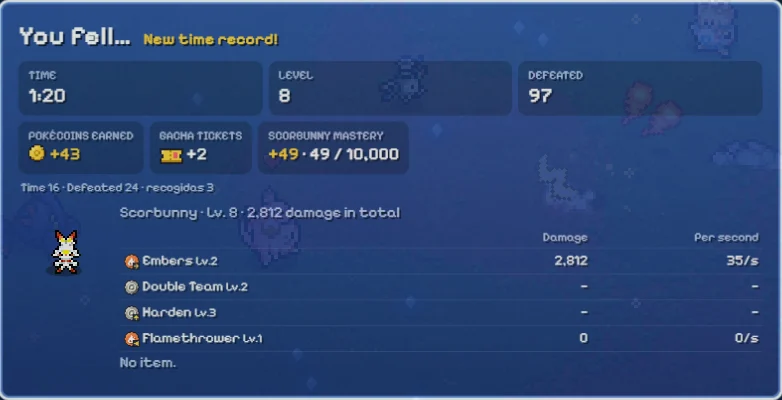 You fell... New time record!
TIME LEVEL DEFEATED
1:20 8 97
POKÉCOINS EARNED GACHA TICKETS SCORBUNNY MASTERY
+43 +2 +49 · 49 / 10,000
Time 16 · Defeated 24 · recogidas 3
Scorbunny · Lv. 8 · 2,812 damage in total
Damage Per second
Embers Lv.2 2,812 35/s
Double Team Lv.2 – –
Harden Lv.3 – –
Flamethrower Lv.1 0 0/s
No item.